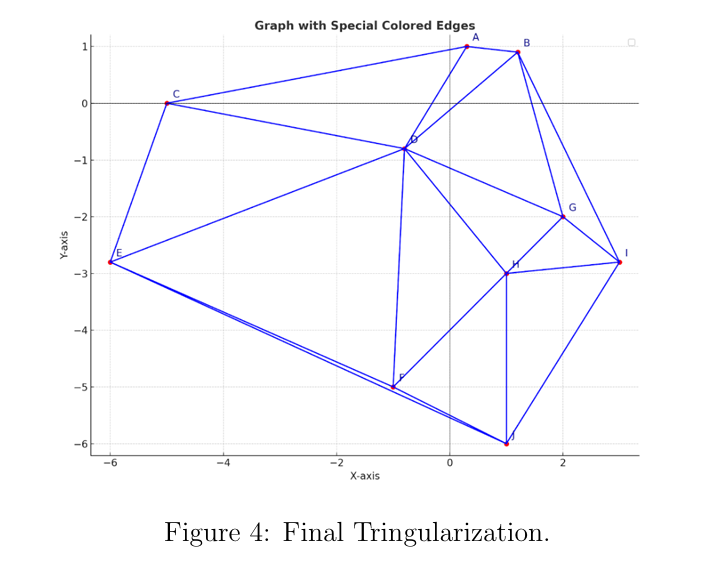 Graph with Special Colored Edges
A
B
1
C
0
D
−1
G
−2
Y-axis
E
I
H
−3
−4
F
−5
J
−6
−6
−4
−2
0
2
X-axis
Figure 4: Final Tringularization.